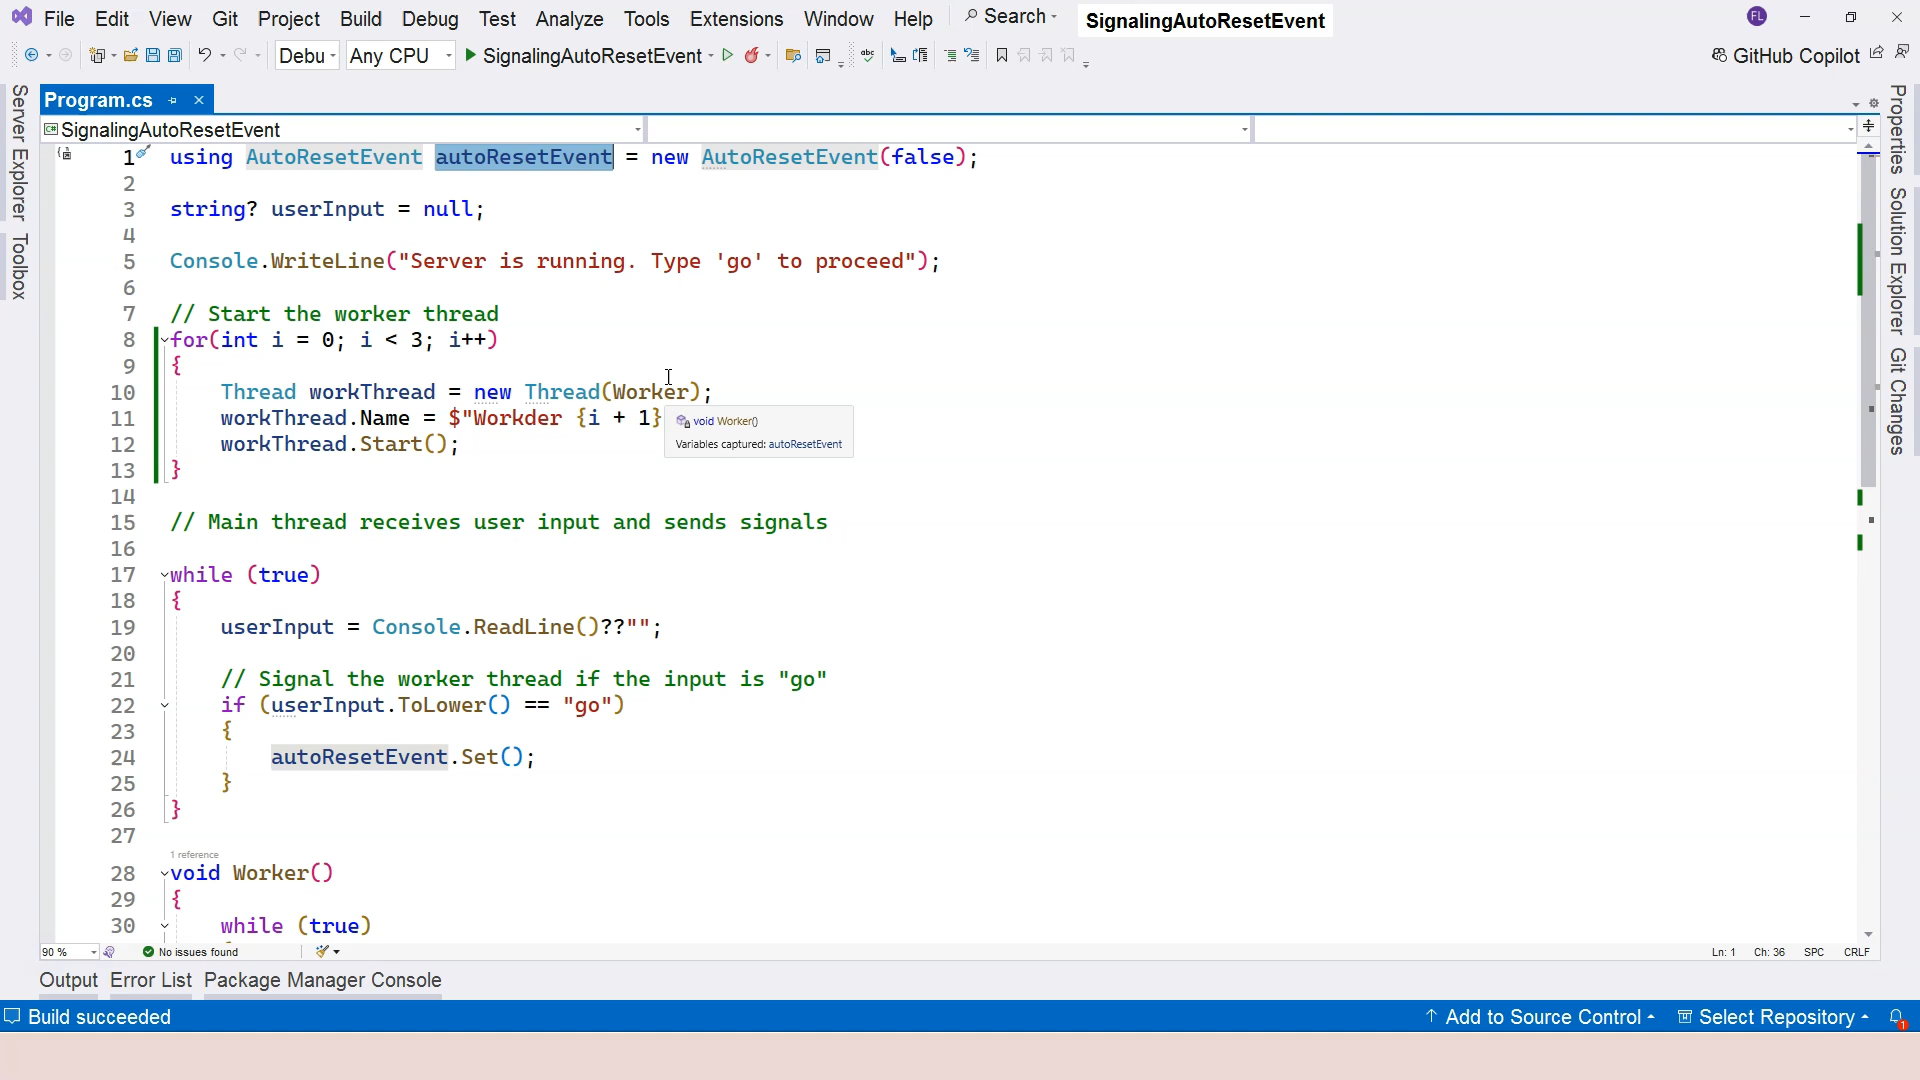 File Edit View Git Project Build Debug Test Analyze Tools Extensions Window Help Search SignalingAutoResetEvent FL
Debu Any CPU SignalingAutoResetEvent abc GitHub Copilot
Server Explorer
Toolbox
Program.cs
C# SignalingAutoResetEvent
1 using AutoResetEvent autoResetEvent = new AutoResetEvent(false);
2
3 string? userInput = null;
4
5 Console.WriteLine("Server is running. Type 'go' to proceed");
6
7 // Start the worker thread
8 for(int i = 0; i < 3; i++)
9 {
10 Thread workThread = new Thread(Worker);
11 workThread.Name = $"Workder {i + 1}
void Worker()
Variables captured: autoResetEvent
12 workThread.Start();
13 }
14
15 // Main thread receives user input and sends signals
16
17 while (true)
18 {
19 userInput = Console.ReadLine()??"";
20
21 // Signal the worker thread if the input is "go"
22 if (userInput.ToLower() == "go")
23 {
24 autoResetEvent.Set();
25 }
26 }
27
1 reference
28 void Worker()
29 {
30 while (true)
Properties
Solution Explorer
Git Changes
90 % No issues found Ln: 1 Ch: 36 SPC CRLF
Output Error List Package Manager Console
Build succeeded Add to Source Control Select Repository 1